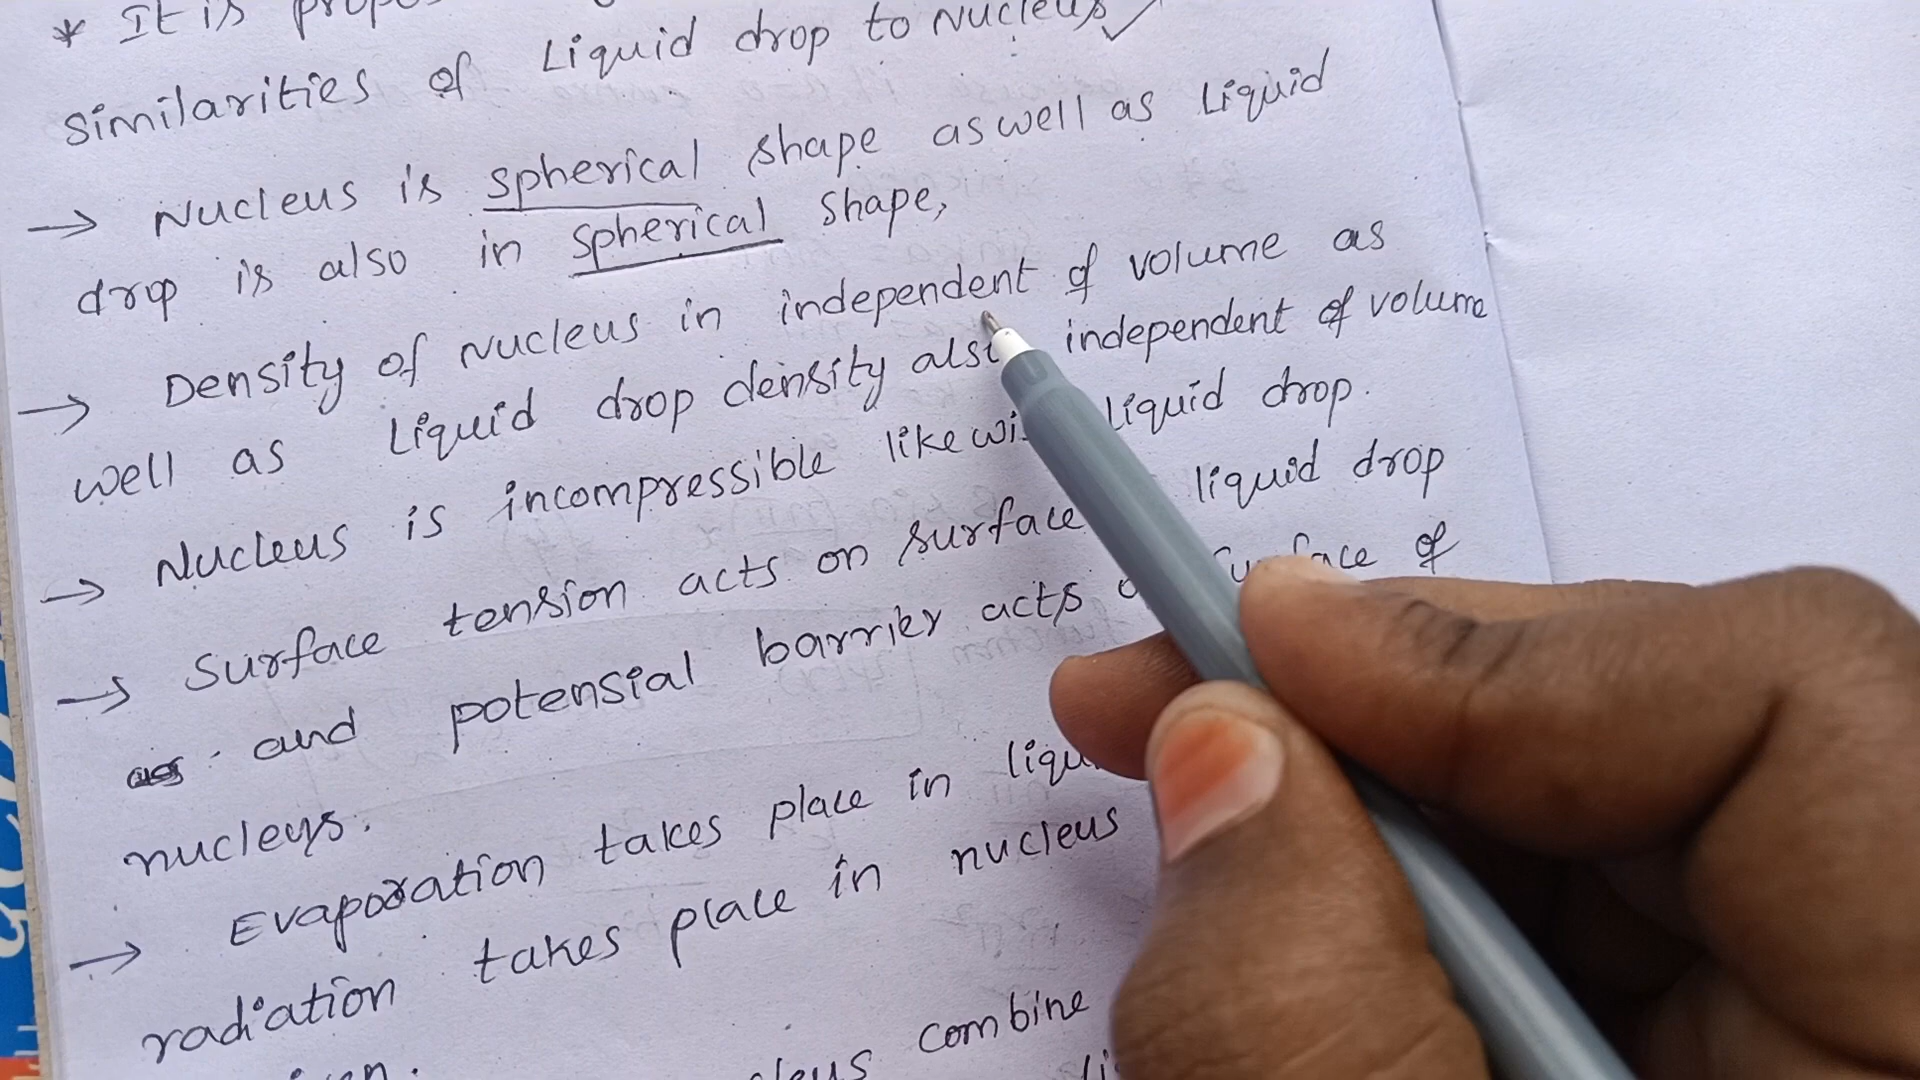 * It is
similarities of Liquid drop to Nucleus
→ Nucleus is spherical shape aswell as Liquid
drop is also in spherical shape,
→ Density of Nucleus in independent of volume as
well as Liquid drop density also independent of volume
→ Nucleus is incompressible likewi liquid drop.
→ Surface tension acts on surface liquid drop
and potensial barrier acts surface of
nucleus.
→ Evaporation takes place in
radiation takes place in nucleus
combine